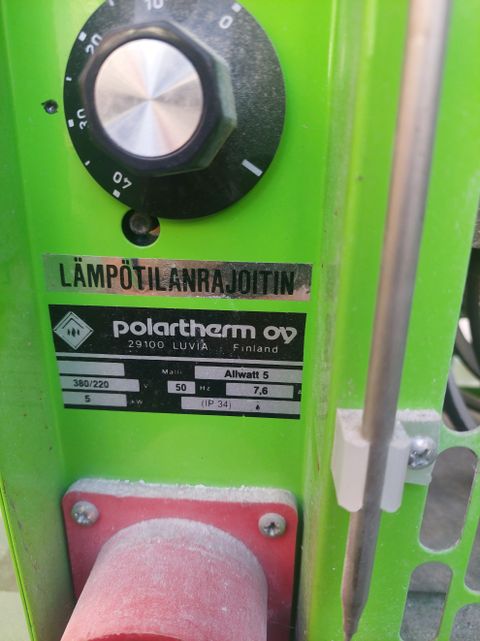 10
0
20
30
40
LÄMPÖTILANRAJOITIN
polartherm oy
29100 LUVIA : Finland
Malli Allwatt 5
380/220 V 50 Hz 7,6
5 kW (IP 34)